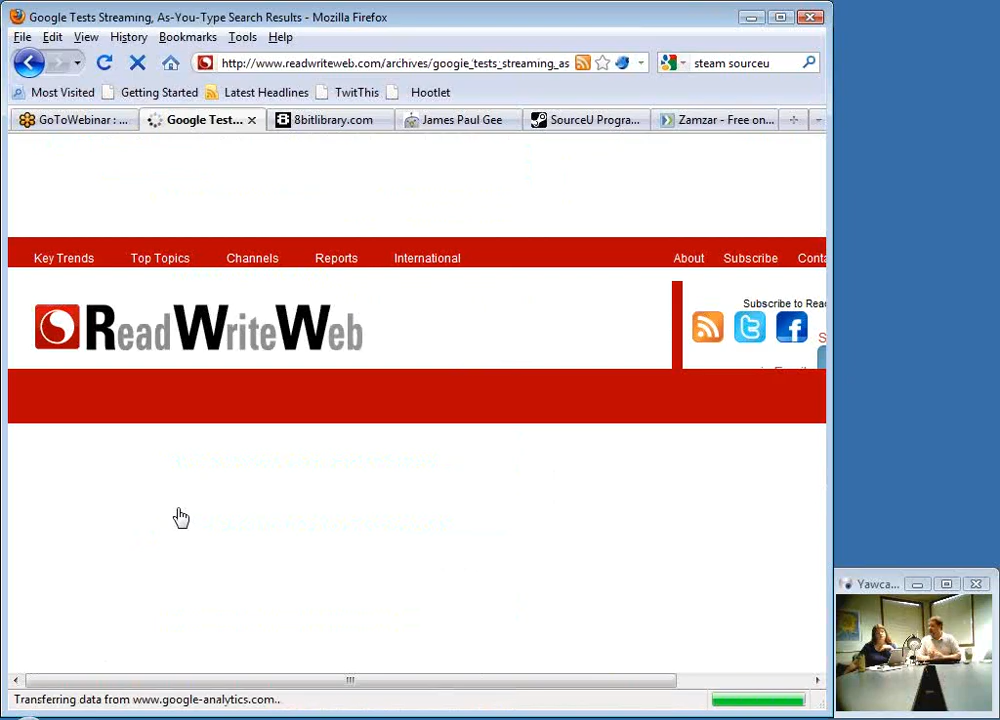 Google Tests Streaming, As-You-Type Search Results - Mozilla Firefox
File Edit View History Bookmarks Tools Help
http://www.readwriteweb.com/archives/google_tests_streaming_as
steam sourceu
Most Visited Getting Started Latest Headlines TwitThis Hootlet
GoToWebinar : ... Google Test... 8bitlibrary.com James Paul Gee SourceU Progra... Zamzar - Free on...
Key Trends Top Topics Channels Reports International About Subscribe Conta
Subscribe to Read
ReadWriteWeb
Transferring data from www.google-analytics.com...
Yawca...